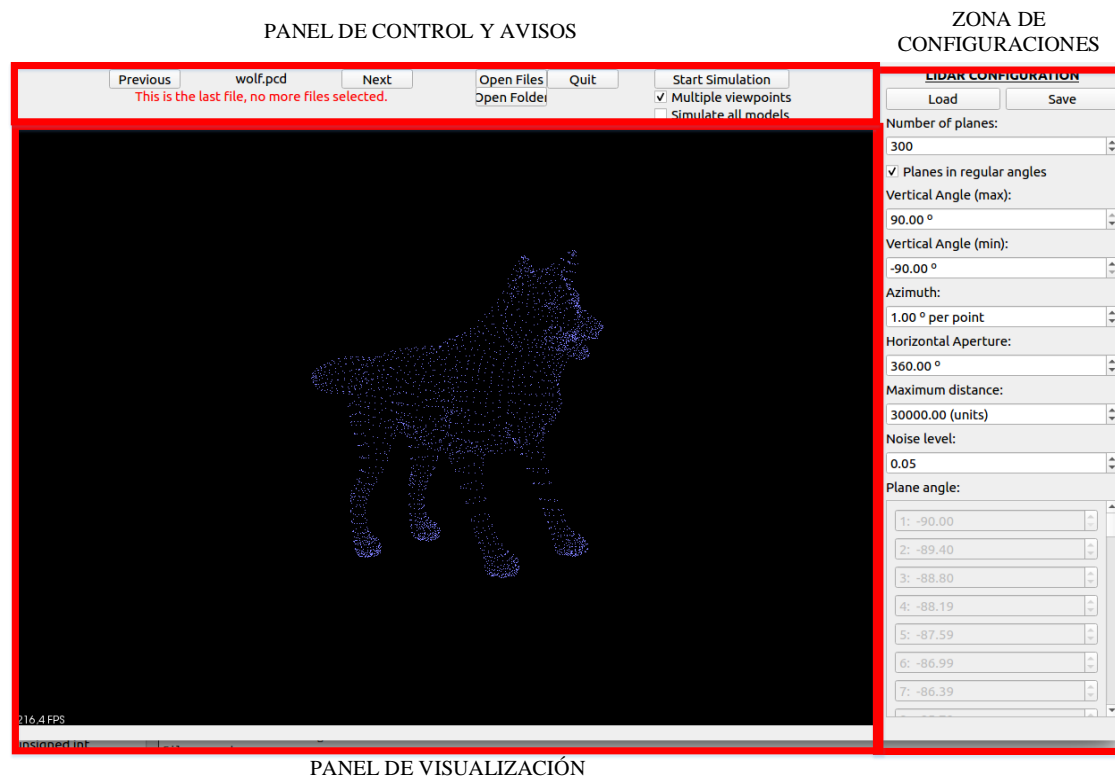 PANEL DE CONTROL Y AVISOS
ZONA DE
CONFIGURACIONES
Previous wolf.pcd Next Open Files Quit Start Simulation
This is the last file, no more files selected. Open Folder Multiple viewpoints
Simulate all models
LIDAR CONFIGURATION
Load Save
Number of planes:
300
Planes in regular angles
Vertical Angle (max):
90.00 º
Vertical Angle (min):
-90.00 º
Azimuth:
1.00 º per point
Horizontal Aperture:
360.00 º
Maximum distance:
30000.00 (units)
Noise level:
0.05
Plane angle:
1: -90.00
2: -89.40
3: -88.80
4: -88.19
5: -87.59
6: -86.99
7: -86.39
216.4 FPS
unsigned int
PANEL DE VISUALIZACIÓN